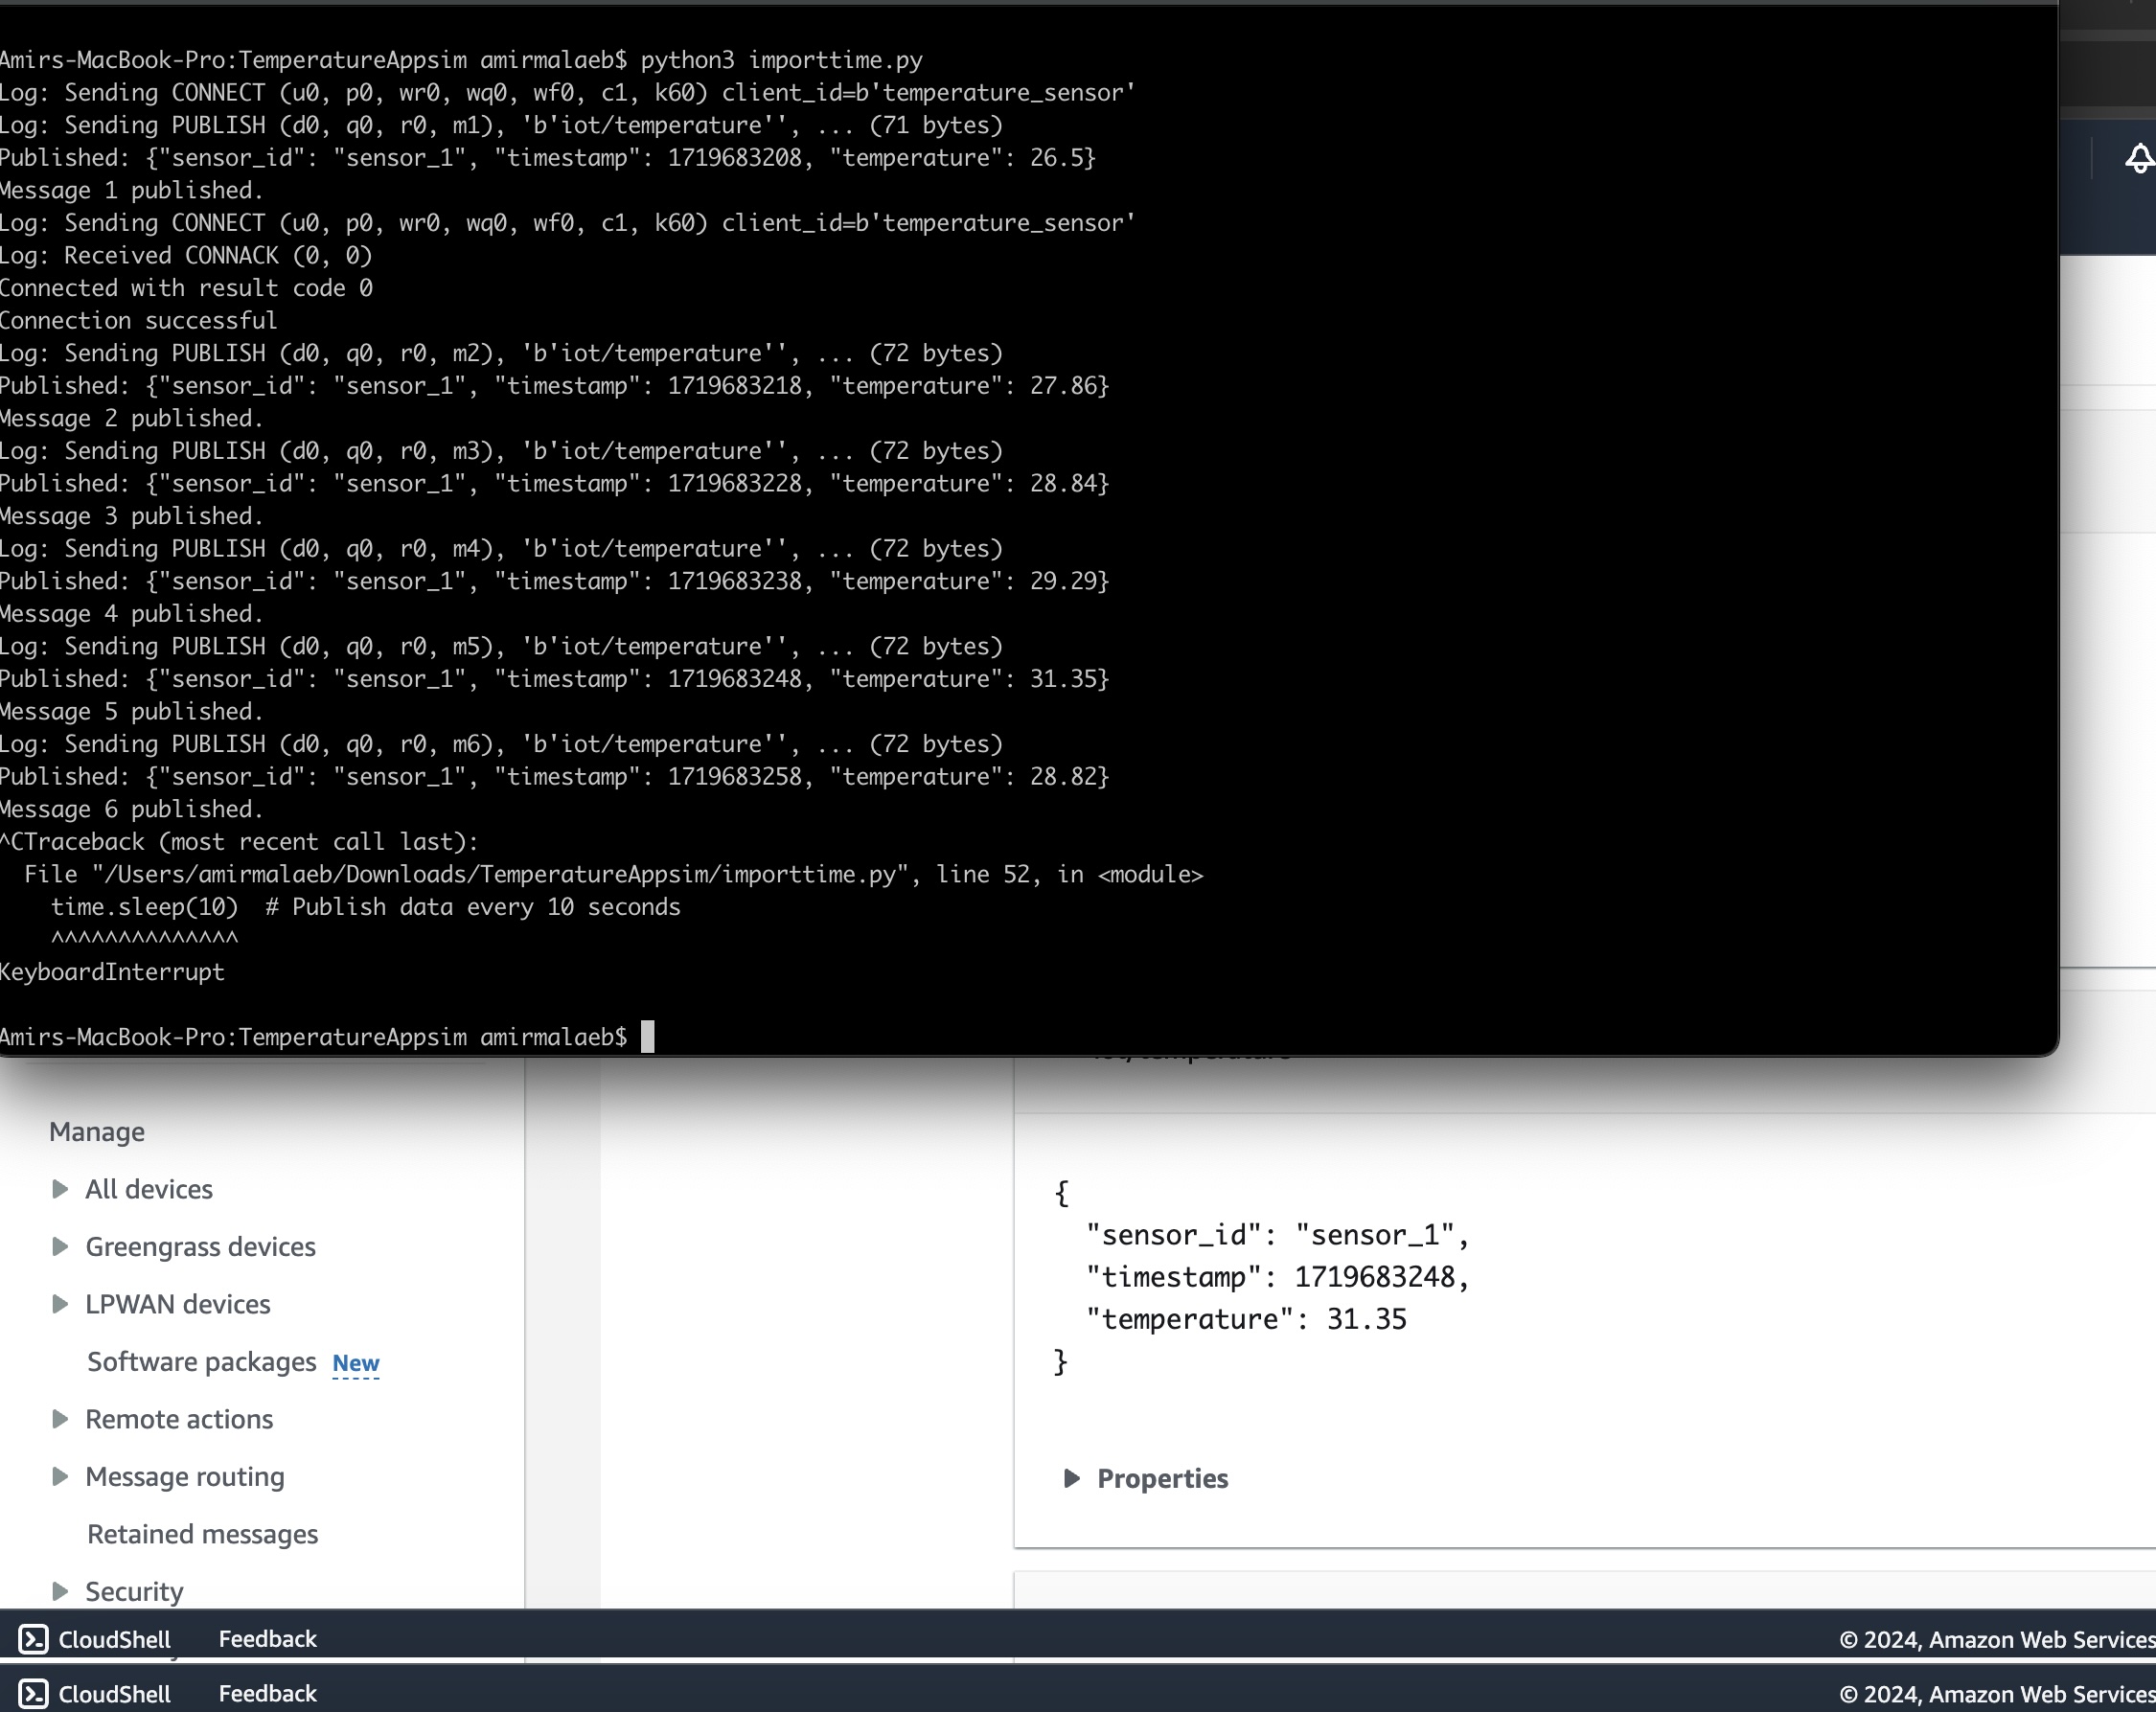 Amirs-MacBook-Pro:TemperatureAppsim amirmalaeb$ python3 importtime.py
Log: Sending CONNECT (u0, p0, wr0, wq0, wf0, c1, k60) client_id=b'temperature_sensor'
Log: Sending PUBLISH (d0, q0, r0, m1), 'b'iot/temperature'', ... (71 bytes)
Published: {"sensor_id": "sensor_1", "timestamp": 1719683208, "temperature": 26.5}
Message 1 published.
Log: Sending CONNECT (u0, p0, wr0, wq0, wf0, c1, k60) client_id=b'temperature_sensor'
Log: Received CONNACK (0, 0)
Connected with result code 0
Connection successful
Log: Sending PUBLISH (d0, q0, r0, m2), 'b'iot/temperature'', ... (72 bytes)
Published: {"sensor_id": "sensor_1", "timestamp": 1719683218, "temperature": 27.86}
Message 2 published.
Log: Sending PUBLISH (d0, q0, r0, m3), 'b'iot/temperature'', ... (72 bytes)
Published: {"sensor_id": "sensor_1", "timestamp": 1719683228, "temperature": 28.84}
Message 3 published.
Log: Sending PUBLISH (d0, q0, r0, m4), 'b'iot/temperature'', ... (72 bytes)
Published: {"sensor_id": "sensor_1", "timestamp": 1719683238, "temperature": 29.29}
Message 4 published.
Log: Sending PUBLISH (d0, q0, r0, m5), 'b'iot/temperature'', ... (72 bytes)
Published: {"sensor_id": "sensor_1", "timestamp": 1719683248, "temperature": 31.35}
Message 5 published.
Log: Sending PUBLISH (d0, q0, r0, m6), 'b'iot/temperature'', ... (72 bytes)
Published: {"sensor_id": "sensor_1", "timestamp": 1719683258, "temperature": 28.82}
Message 6 published.
^CTraceback (most recent call last):
  File "/Users/amirmalaeb/Downloads/TemperatureAppsim/importtime.py", line 52, in <module>
    time.sleep(10)  # Publish data every 10 seconds
    ^^^^^^^^^^^^^^
KeyboardInterrupt
Amirs-MacBook-Pro:TemperatureAppsim amirmalaeb$
Manage
All devices
Greengrass devices
LPWAN devices
Software packages New
Remote actions
Message routing
Retained messages
Security
{
"sensor_id": "sensor_1",
"timestamp": 1719683248,
"temperature": 31.35
}
Properties
CloudShell Feedback © 2024, Amazon Web Services
CloudShell Feedback © 2024, Amazon Web Services